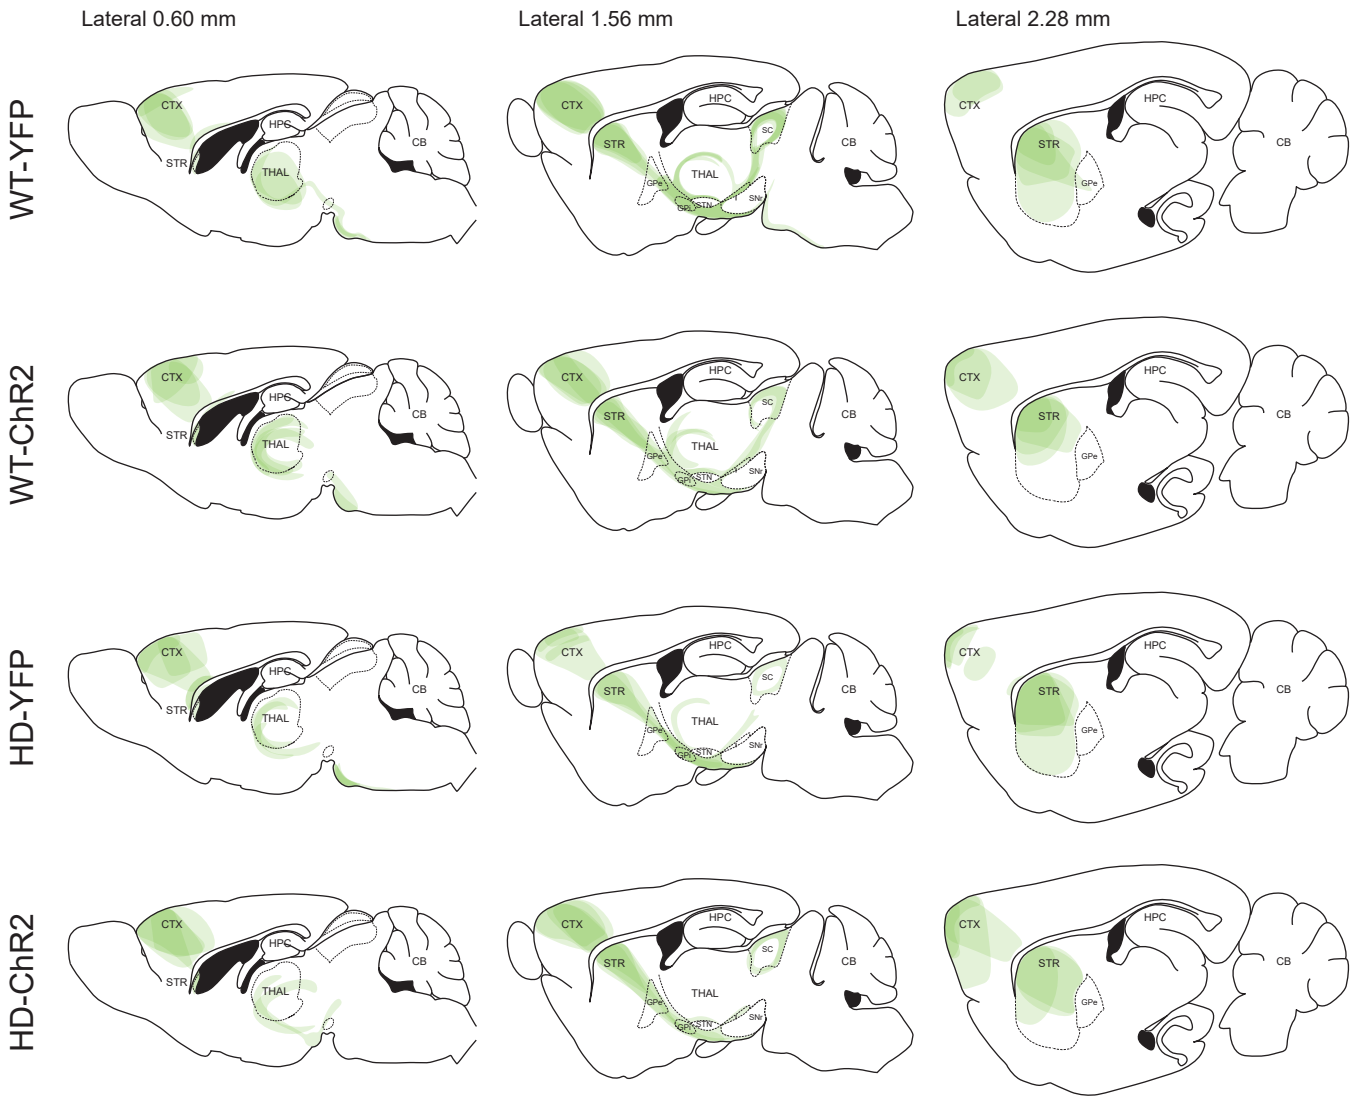 Lateral 0.60 mm Lateral 1.56 mm Lateral 2.28 mm
WT-YFP
CTX HPC STR THAL CB
CTX HPC SC STR CB GPe THAL GPi STN SNr
CTX HPC STR GPe
WT-ChR2
CTX HPC STR THAL CB
CTX HPC SC STR CB GPe THAL GPi STN SNr
CTX HPC STR CB GPe
HD-YFP
CTX HPC STR THAL CB
CTX HPC SC STR CB GPe THAL GPi STN SNr
CTX HPC STR CB GPe
HD-ChR2
CTX HPC STR THAL CB
CTX HPC SC STR CB GPe THAL GPi STN SNr
CTX HPC STR CB GPe